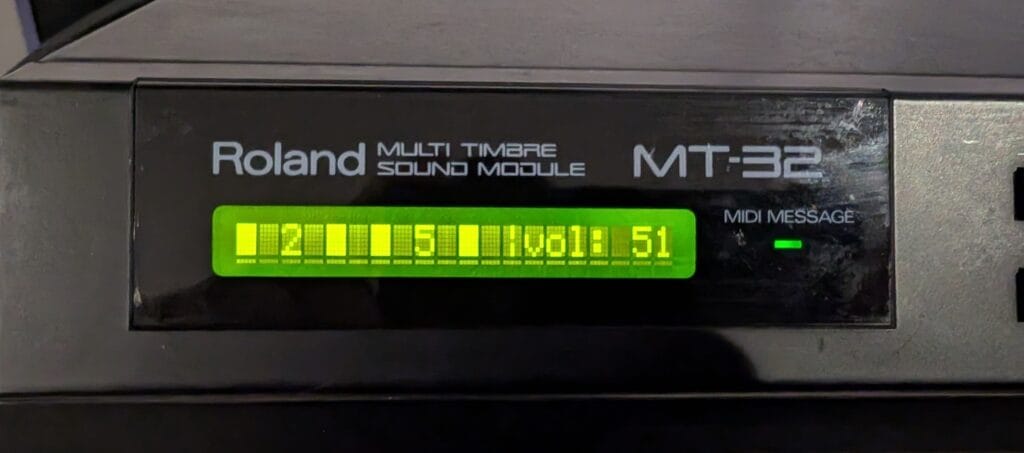 Roland MULTI TIMBRE
SOUND MODULE
MT-32
MIDI MESSAGE
█ 2 █ █ 5 █ |vol: 51